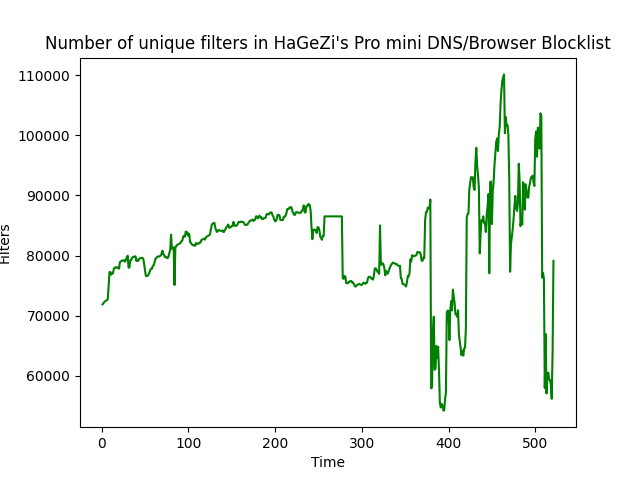 Number of unique filters in HaGeZi's Pro mini DNS/Browser Blocklist
110000
100000
90000
80000
70000
60000
Filters
0 100 200 300 400 500
Time